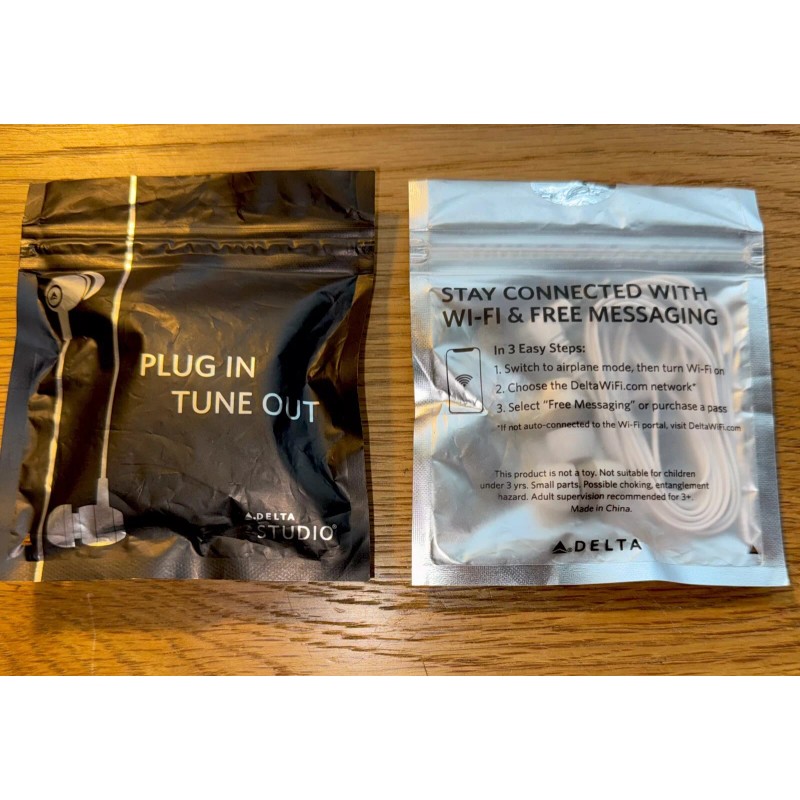 PLUG IN
TUNE OUT
DELTA
STUDIO®
STAY CONNECTED WITH
WI-FI & FREE MESSAGING
In 3 Easy Steps:
1. Switch to airplane mode, then turn Wi-Fi on
2. Choose the DeltaWiFi.com network*
3. Select "Free Messaging" or purchase a pass
*If not auto-connected to the Wi-Fi portal, visit DeltaWiFi.com
This product is not a toy. Not suitable for children
under 3 yrs. Small parts. Possible choking, entanglement
hazard. Adult supervision recommended for 3+.
Made in China.
DELTA